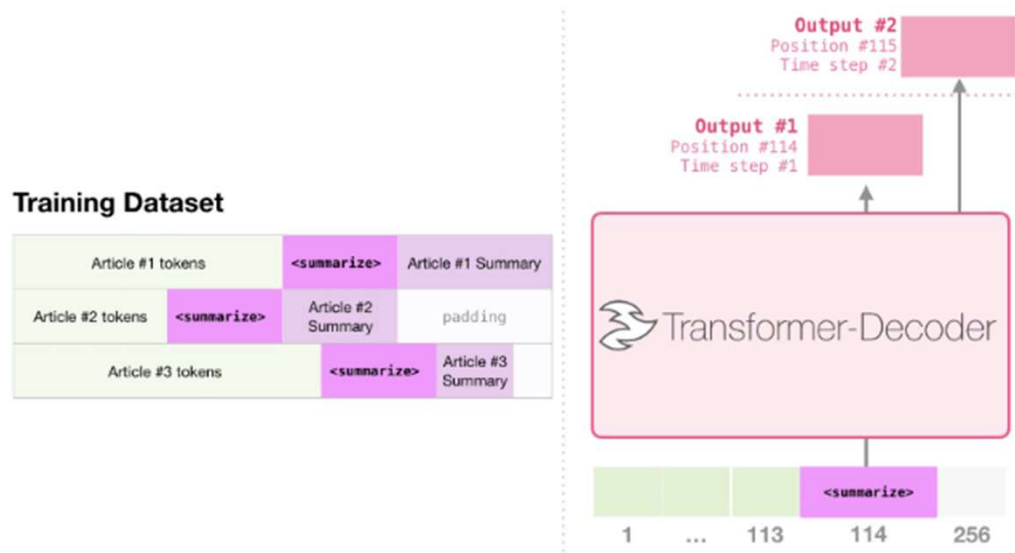 Training Dataset
Article #1 tokens
<summarize>
Article #1 Summary
Article #2 tokens
<summarize>
Article #2
Summary
padding
Article #3 tokens
<summarize>
Article #3
Summary
Output #2
Position #115
Time step #2
Output #1
Position #114
Time step #1
Transformer-Decoder
<summarize>
1
...
113
114
256